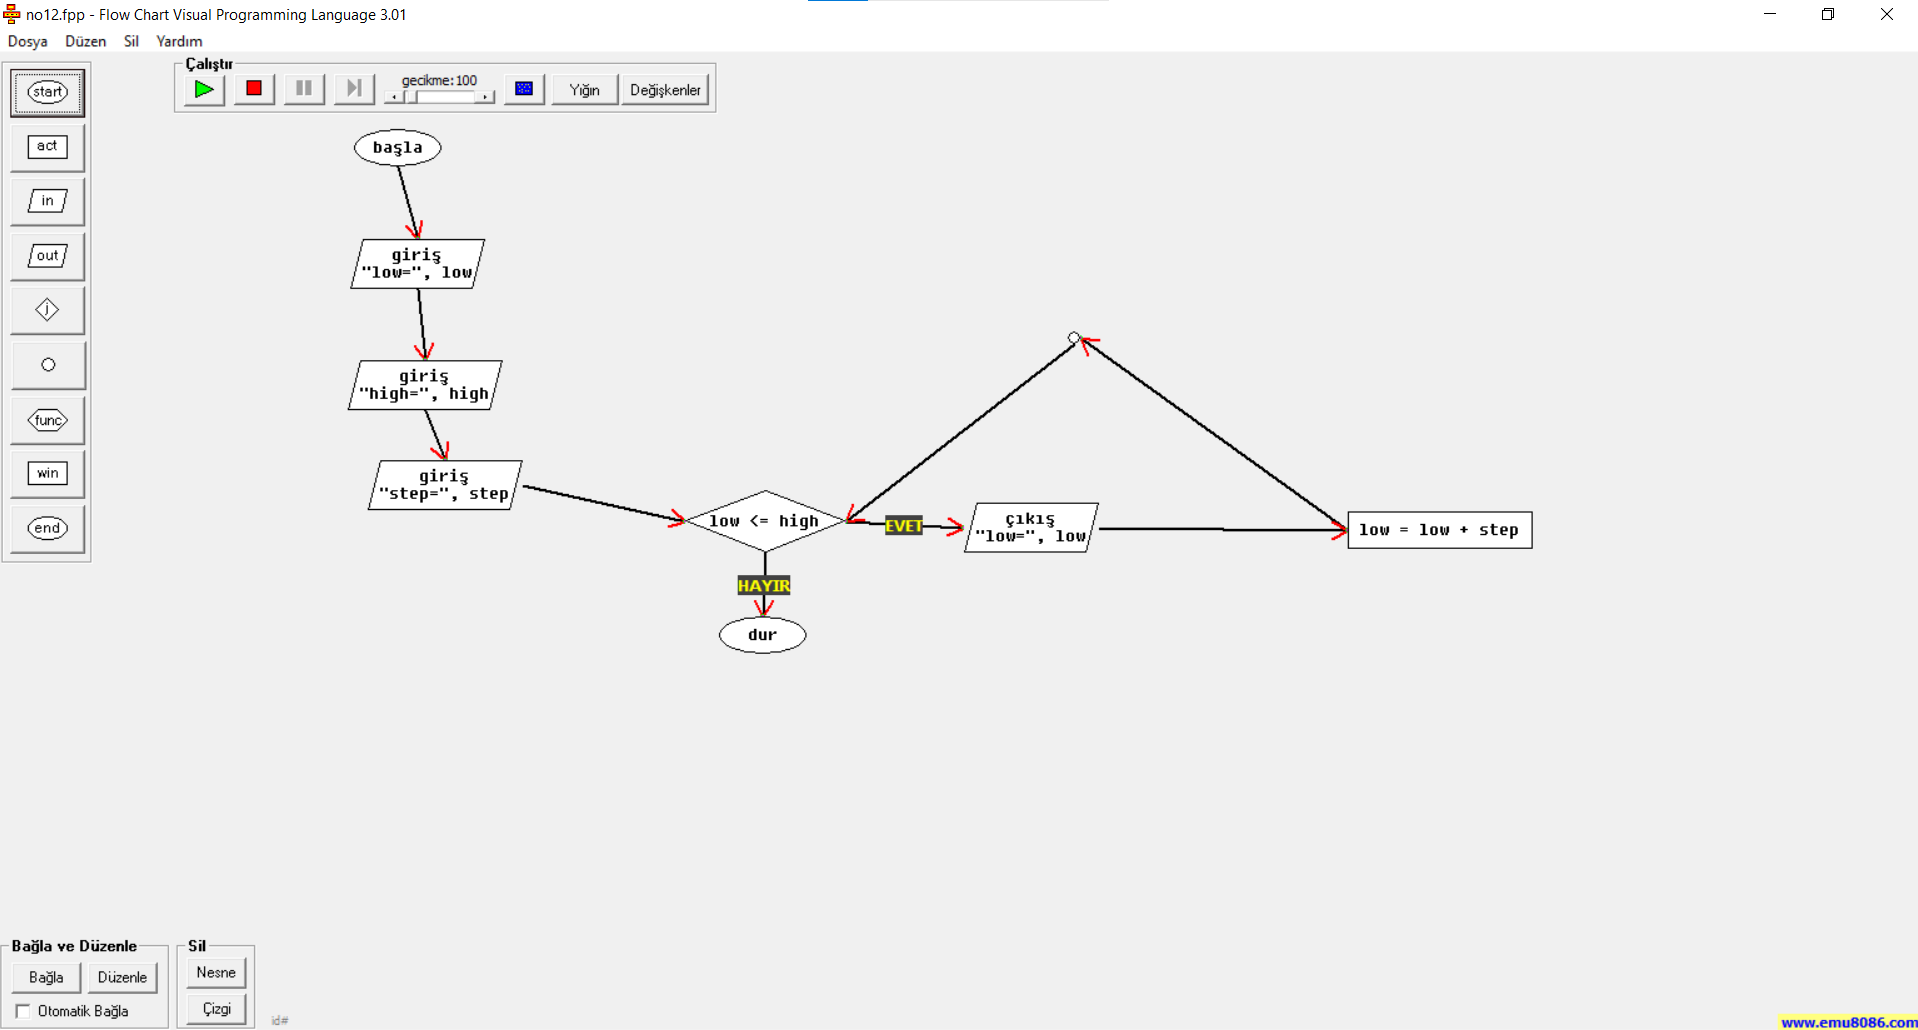 no12.fpp - Flow Chart Visual Programming Language 3.01
Dosya Düzen Sil Yardım
Çalıştır
gecikme:100
Yığın
Değişkenler
start
act
in
out
j
func
win
end
başla
giriş
"low=", low
giriş
"high=", high
giriş
"step=", step
low <= high
EVET
çıkış
"low=", low
low = low + step
HAYIR
dur
Bağla ve Düzenle
Bağla
Düzenle
Otomatik Bağla
Sil
Nesne
Çizgi
id#
www.emu8086.com